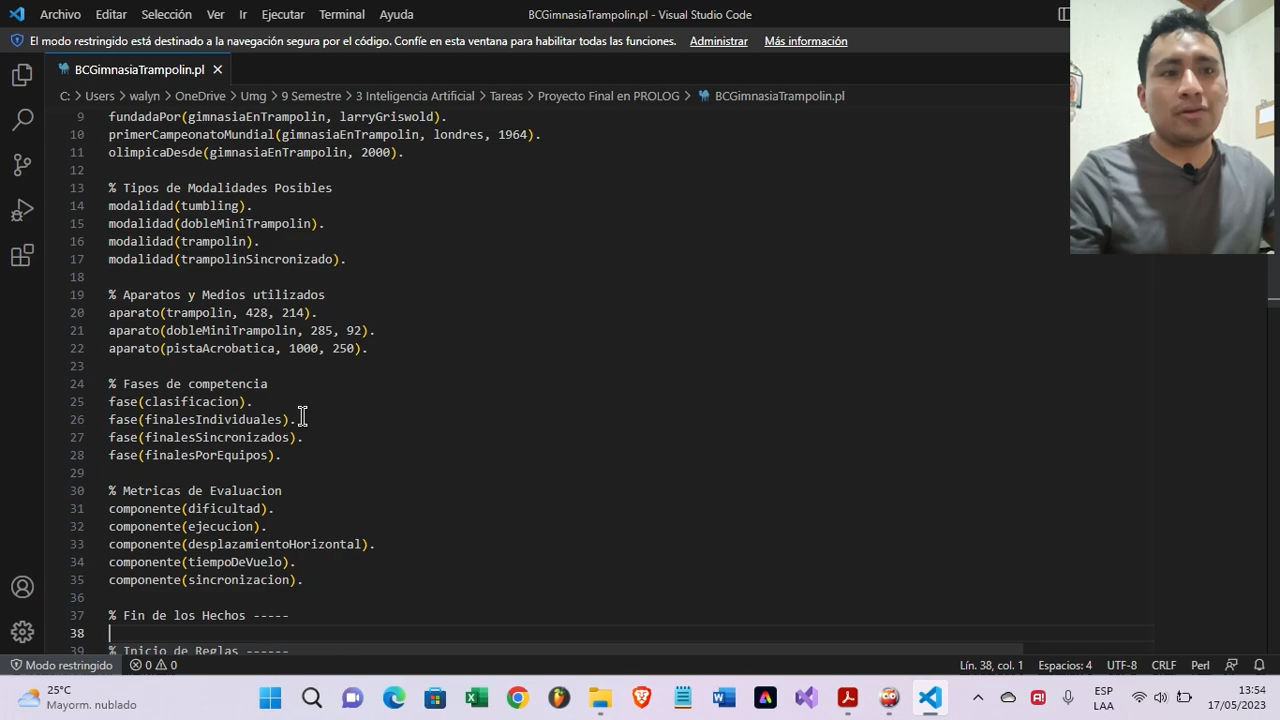 Archivo Editar Selección Ver Ir Ejecutar Terminal Ayuda BCGimnasiaTrampolin.pl - Visual Studio Code
El modo restringido está destinado a la navegación segura por el código. Confíe en esta ventana para habilitar todas las funciones. Administrar Más información
BCGimnasiaTrampolin.pl
C: > Users > walyn > OneDrive > Umg > 9 Semestre > 3 Inteligencia Artificial > Tareas > Proyecto Final en PROLOG > BCGimnasiaTrampolin.pl
9 fundadaPor(gimnasiaEnTrampolin, larryGriswold).
10 primerCampeonatoMundial(gimnasiaEnTrampolin, londres, 1964).
11 olimpicaDesde(gimnasiaEnTrampolin, 2000).
12
13 % Tipos de Modalidades Posibles
14 modalidad(tumbling).
15 modalidad(dobleMiniTrampolin).
16 modalidad(trampolin).
17 modalidad(trampolinSincronizado).
18
19 % Aparatos y Medios utilizados
20 aparato(trampolin, 428, 214).
21 aparato(dobleMiniTrampolin, 285, 92).
22 aparato(pistaAcrobatica, 1000, 250).
23
24 % Fases de competencia
25 fase(clasificacion).
26 fase(finalesIndividuales).
27 fase(finalesSincronizados).
28 fase(finalesPorEquipos).
29
30 % Metricas de Evaluacion
31 componente(dificultad).
32 componente(ejecucion).
33 componente(desplazamientoHorizontal).
34 componente(tiempoDeVuelo).
35 componente(sincronizacion).
36
37 % Fin de los Hechos -----
38
39 % Inicio de Reglas ------
Modo restringido 0 0 Lín. 38, col. 1 Espacios: 4 UTF-8 CRLF Perl
25°C
Mayorm. nublado
ESP
LAA
13:54
17/05/2023